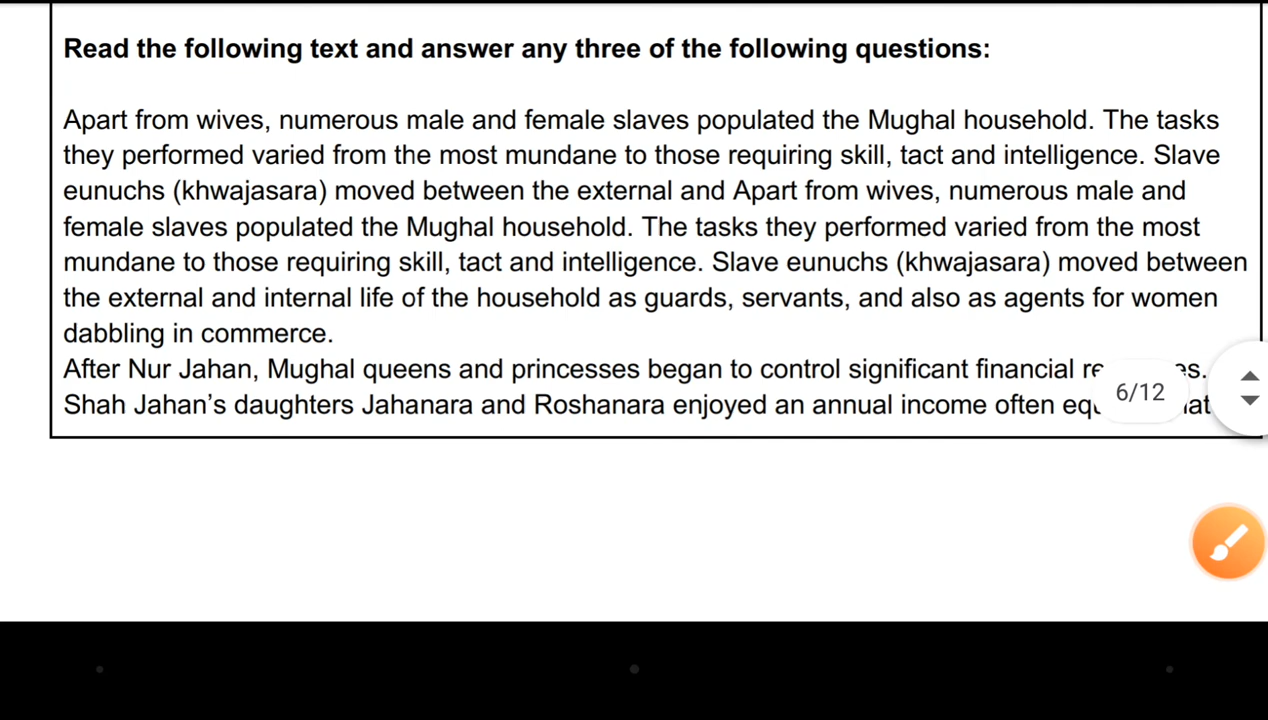 Read the following text and answer any three of the following questions:
Apart from wives, numerous male and female slaves populated the Mughal household. The tasks
they performed varied from the most mundane to those requiring skill, tact and intelligence. Slave
eunuchs (khwajasara) moved between the external and Apart from wives, numerous male and
female slaves populated the Mughal household. The tasks they performed varied from the most
mundane to those requiring skill, tact and intelligence. Slave eunuchs (khwajasara) moved between
the external and internal life of the household as guards, servants, and also as agents for women
dabbling in commerce.
After Nur Jahan, Mughal queens and princesses began to control significant financial
6/12
Shah Jahan’s daughters Jahanara and Roshanara enjoyed an annual income often